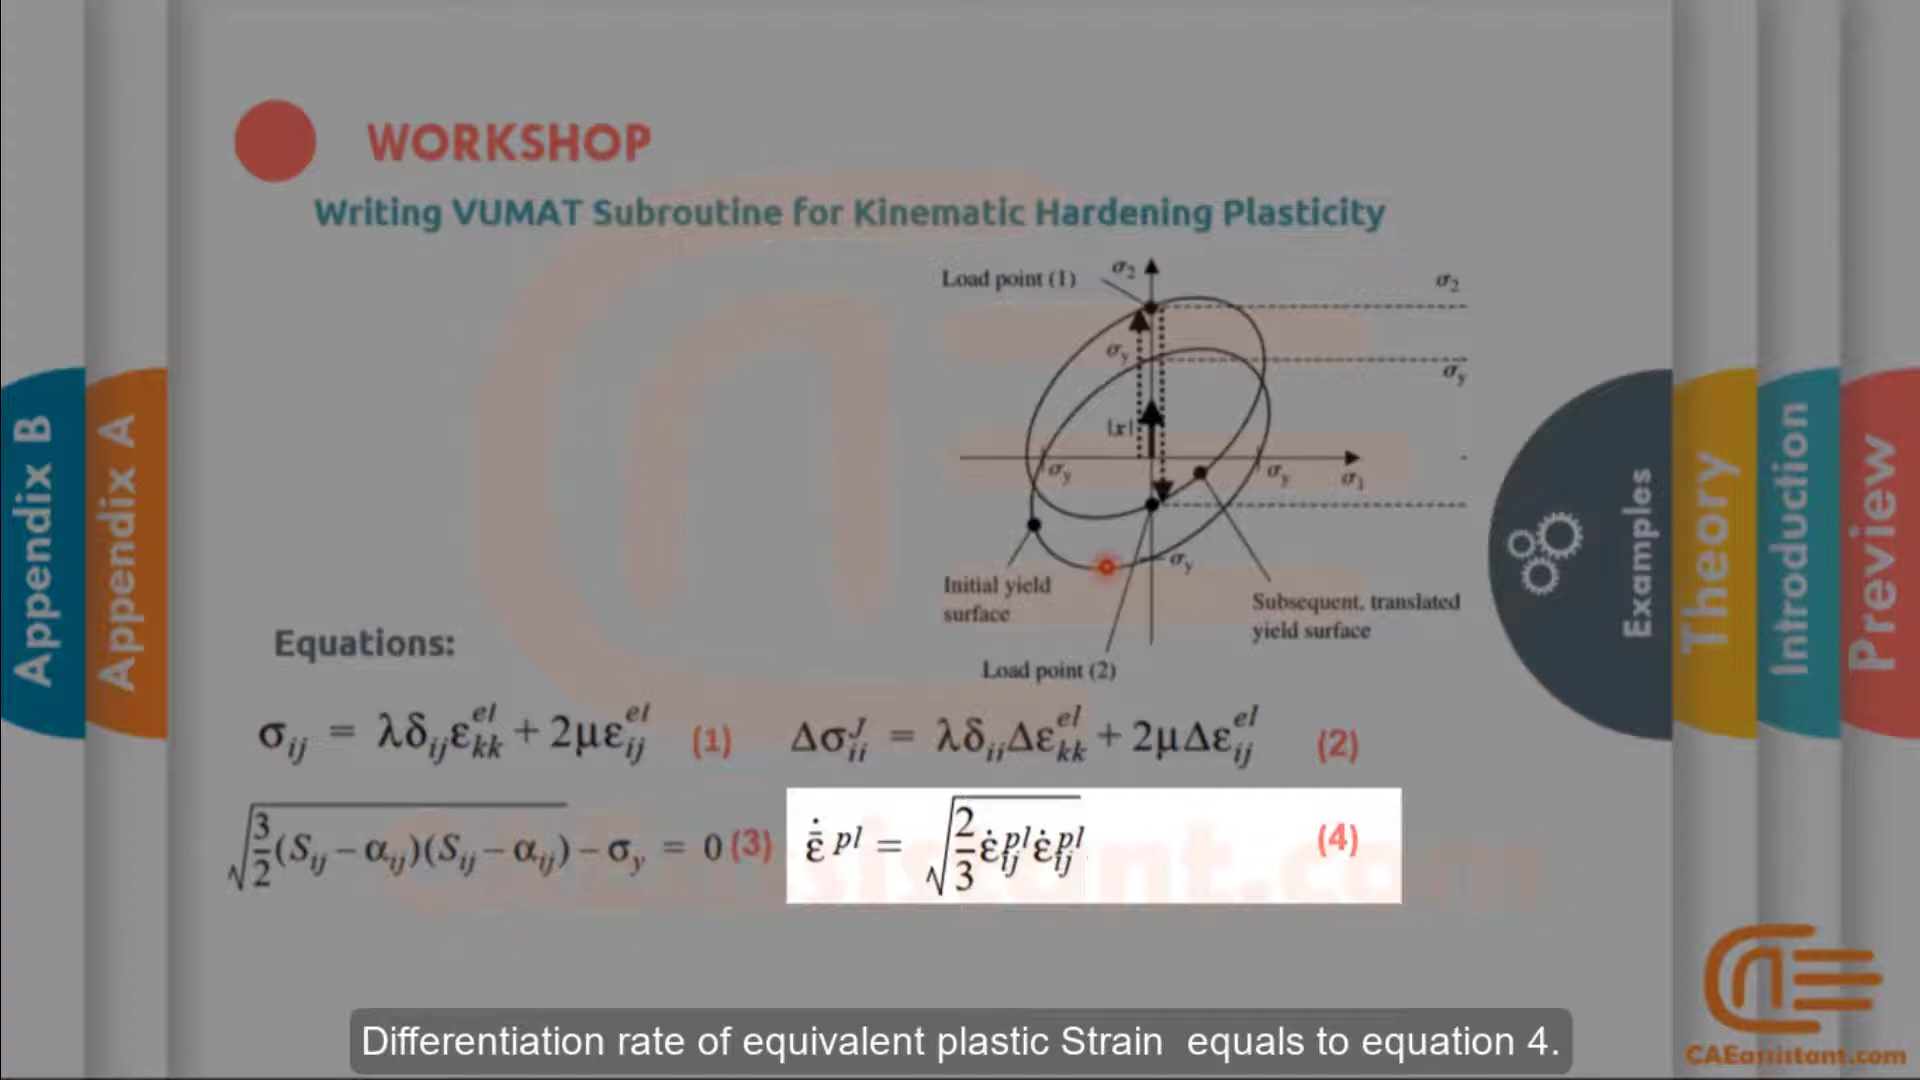 WORKSHOP
Writing VUMAT Subroutine for Kinematic Hardening Plasticity
Load point (1)
σ₂
σ₂
σy
σy
|x|
σy
σy
σ₁
σy
Initial yield
surface
Subsequent, translated
yield surface
Load point (2)
Equations:
σij = λδijεkk^el + 2μεij^el (1)
Δσii^J = λδiiΔεkk^el + 2μΔεij^el (2)
√(3/2 (Sij − αij)(Sij − αij)) − σy = 0 (3)
ε̄̇^pl = √(2/3 ε̇ij^pl ε̇ij^pl) (4)
Appendix B
Appendix A
Examples
Theory
Introduction
Preview
CAEassistant.com
Differentiation rate of equivalent plastic Strain  equals to equation 4.